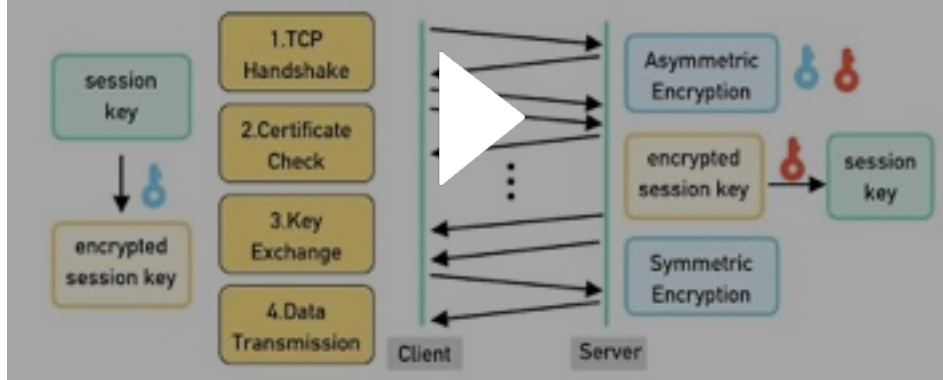 session
key
encrypted
session key
1.TCP
Handshake
2.Certificate
Check
3.Key
Exchange
4.Data
Transmission
Client
Server
Asymmetric
Encryption
encrypted
session key
session
key
Symmetric
Encryption